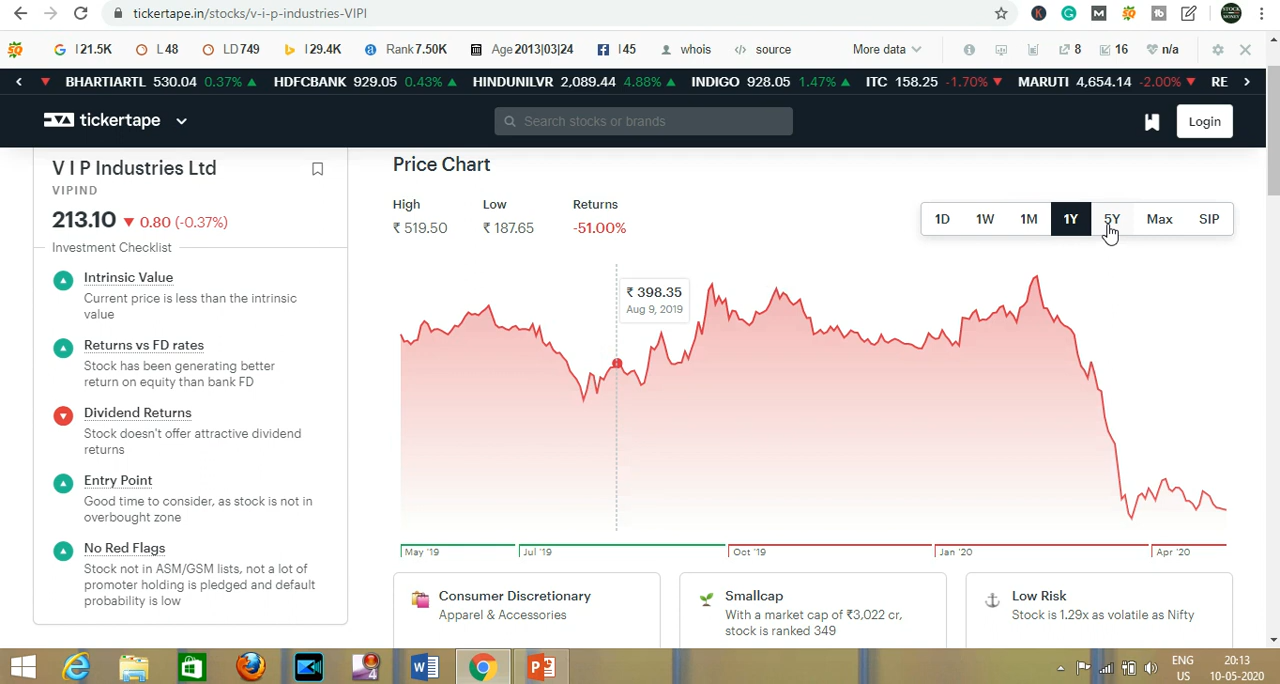 tickertape.in/stocks/v-i-p-industries-VIPI
I 21.5K L 48 LD 749 I 29.4K Rank 7.50K Age 2013|03|24 I 45 whois source More data 8 16 n/a
BHARTIARTL 530.04 0.37% ▲ HDFCBANK 929.05 0.43% ▲ HINDUNILVR 2,089.44 4.88% ▲ INDIGO 928.05 1.47% ▲ ITC 158.25 -1.70% ▼ MARUTI 4,654.14 -2.00% ▼ RE
tickertape
Search stocks or brands
Login
V I P Industries Ltd
VIPIND
213.10 ▼ 0.80 (-0.37%)
Investment Checklist
Intrinsic Value
Current price is less than the intrinsic
value
Returns vs FD rates
Stock has been generating better
return on equity than bank FD
Dividend Returns
Stock doesn't offer attractive dividend
returns
Entry Point
Good time to consider, as stock is not in
overbought zone
No Red Flags
Stock not in ASM/GSM lists, not a lot of
promoter holding is pledged and default
probability is low
Price Chart
High Low Returns
₹ 519.50 ₹ 187.65 -51.00%
1D 1W 1M 1Y 5Y Max SIP
₹ 398.35
Aug 9, 2019
May '19 Jul '19 Oct '19 Jan '20 Apr '20
Consumer Discretionary
Apparel & Accessories
Smallcap
With a market cap of ₹3,022 cr,
stock is ranked 349
Low Risk
Stock is 1.29x as volatile as Nifty
ENG
US
20:13
10-05-2020